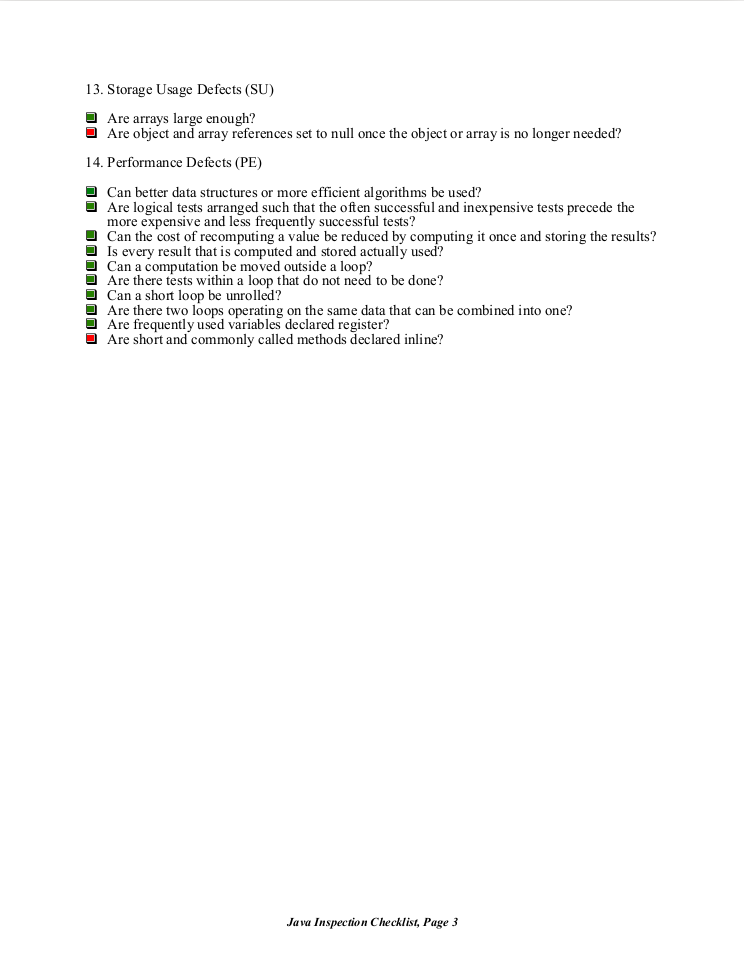 13. Storage Usage Defects (SU)
Are arrays large enough?
Are object and array references set to null once the object or array is no longer needed?
14. Performance Defects (PE)
Can better data structures or more efficient algorithms be used?
Are logical tests arranged such that the often successful and inexpensive tests precede the
more expensive and less frequently successful tests?
Can the cost of recomputing a value be reduced by computing it once and storing the results?
Is every result that is computed and stored actually used?
Can a computation be moved outside a loop?
Are there tests within a loop that do not need to be done?
Can a short loop be unrolled?
Are there two loops operating on the same data that can be combined into one?
Are frequently used variables declared register?
Are short and commonly called methods declared inline?
Java Inspection Checklist, Page 3